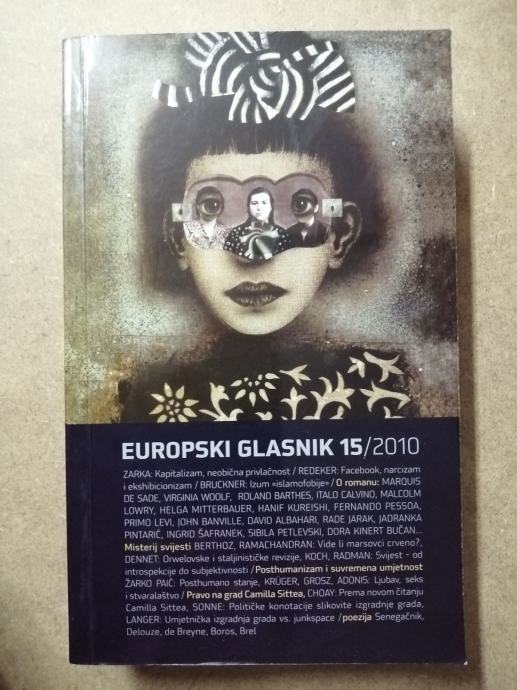 EUROPSKI GLASNIK 15/2010
ZARKA: Kapitalizam, neobična privlačnost / REDEKER: Facebook, narcizam
i ekshibicionizam / BRUCKNER: Izum «islamofobije» / O romanu: MARQUIS
DE SADE, VIRGINIA WOOLF, ROLAND BARTHES, ITALO CALVINO, MALCOLM
LOWRY, HELGA MITTERBAUER, HANIF KUREISHI, FERNANDO PESSOA,
PRIMO LEVI, JOHN BANVILLE, DAVID ALBAHARI, RADE JARAK, JADRANKA
PINTARIĆ, INGRID ŠAFRANEK, SIBILA PETLEVSKI, DORA KINERT BUČAN...
Misterij svijesti BERTHOZ, RAMACHANDRAN: Vide li marsovci crveno?,
DENNET: Orwelovske i staljinističke revizije, KOCH, RADMAN: Svijest - od
introspekcije do subjektivnosti / Posthumanizam i suvremena umjetnost
ŽARKO PAIĆ: Posthumano stanje, KRÜGER, GROSZ, ADONIS: Ljubav, seks
i stvaralaštvo / Pravo na grad Camilla Sittea, CHOAY: Prema novom čitanju
Camilla Sittea, SONNE: Političke konotacije slikovite izgradnje grada,
LANGER: Umjetnička izgradnja grada vs. junkspace / poezija Senegačnik,
Delouze, de Breyne, Boros, Brel